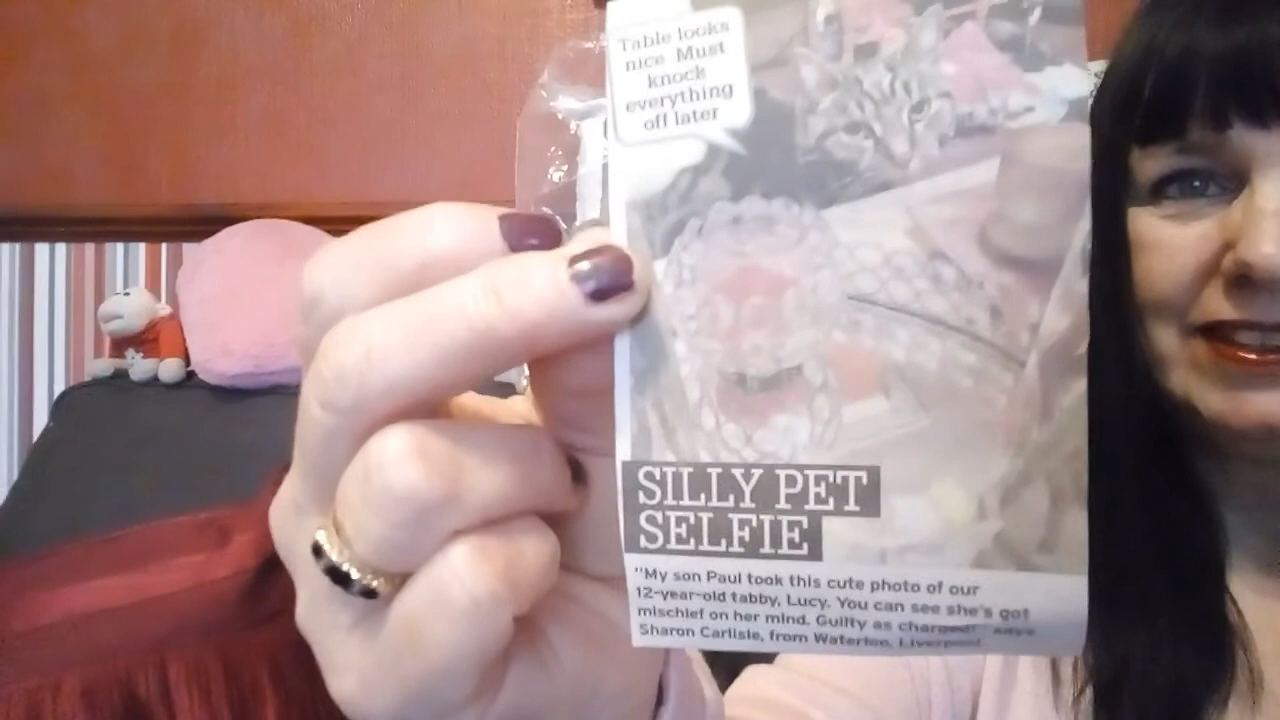 Table looks
nice Must
knock
everything
off later
SILLY PET
SELFIE
"My son Paul took this cute photo of our
12-year-old tabby, Lucy. You can see she's got
mischief on her mind. Guilty as charged!" says
Sharon Carlisle, from Waterloo, Liverpool